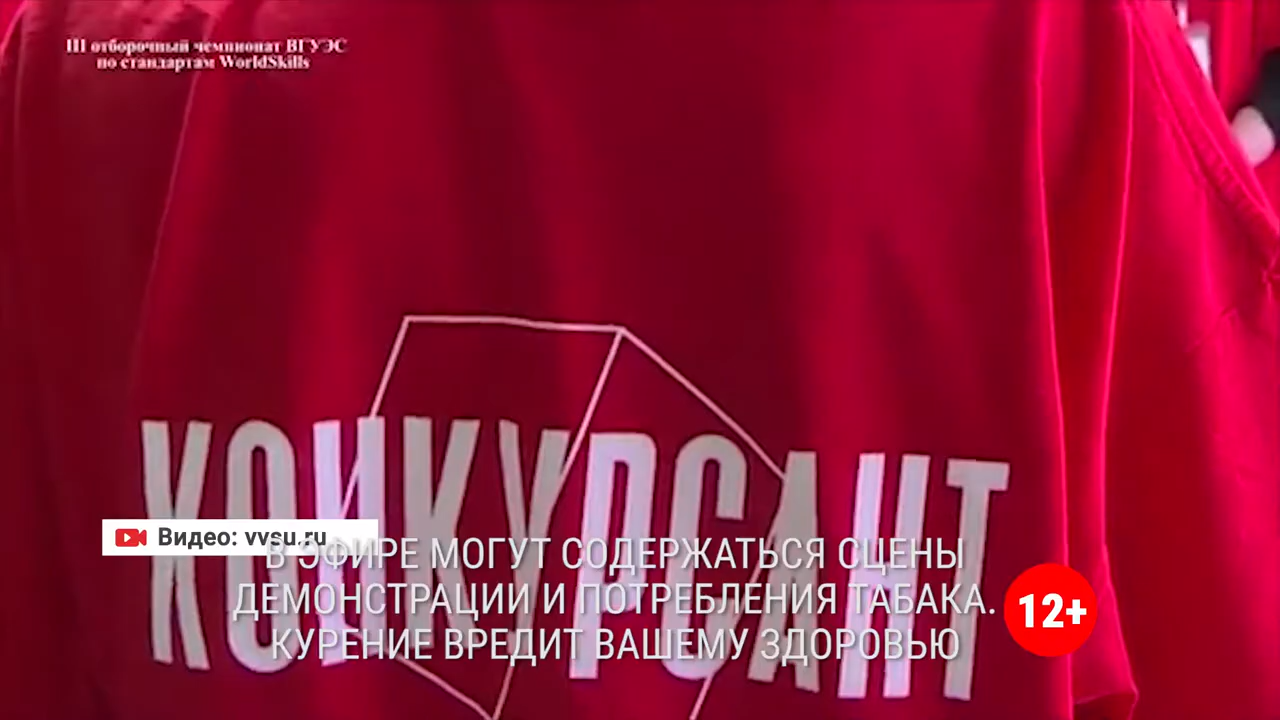 III отборочный чемпионат ВГУЭС
по стандартам WorldSkills
КОНКУРСАНТ
Видео: vvsu.ru
В ЭФИРЕ МОГУТ СОДЕРЖАТЬСЯ СЦЕНЫ
ДЕМОНСТРАЦИИ И ПОТРЕБЛЕНИЯ ТАБАКА.
КУРЕНИЕ ВРЕДИТ ВАШЕМУ ЗДОРОВЬЮ
12+